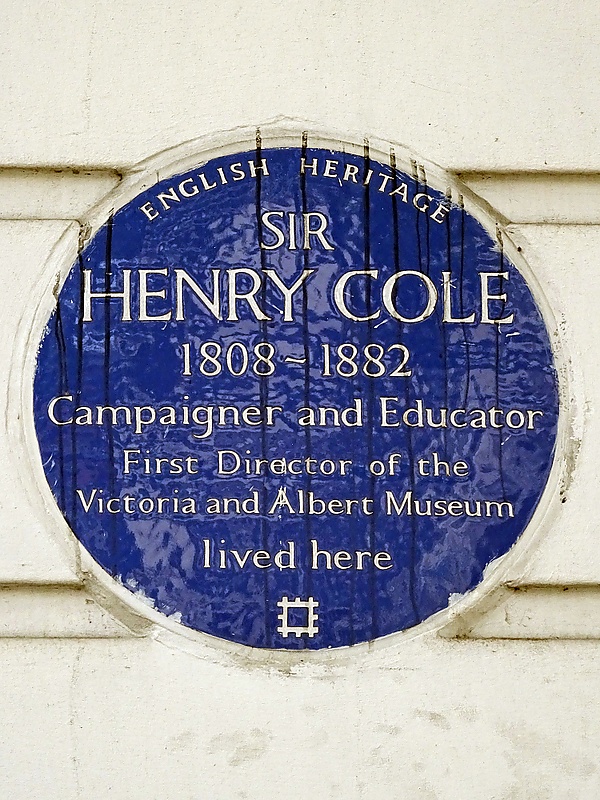 ENGLISH HERITAGE
SIR
HENRY COLE
1808 ~ 1882
Campaigner and Educator
First Director of the
Victoria and Albert Museum
lived here